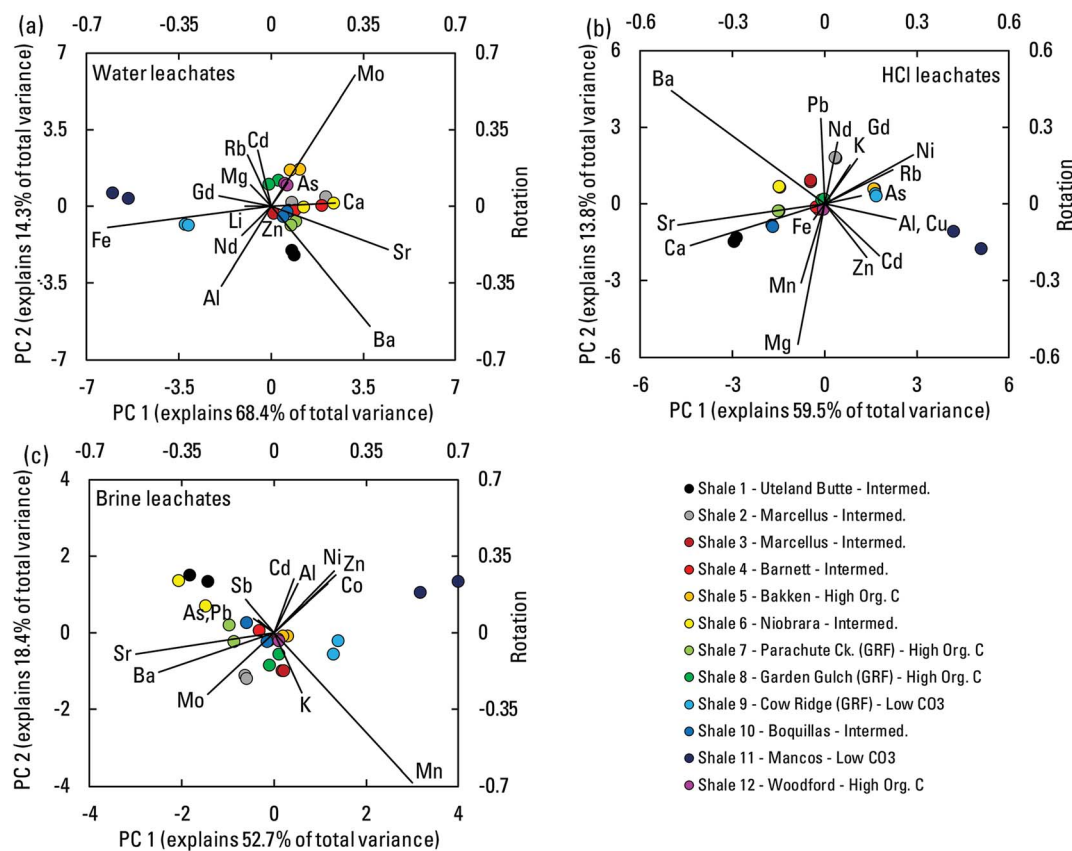 (a)
-0.7 -0.35 0 0.35 0.7
7 3.5 0 -3.5 -7
PC 2 (explains 14.3% of total variance)
Water leachates
Mo
Cd
Rb
Mg
As
Gd
Ca
Li
Zn
Fe
Nd
Sr
Al
Ba
0.7 0.35 0 -0.35 -0.7
Rotation
-7 -3.5 0 3.5 7
PC 1 (explains 68.4% of total variance)
(b)
-0.6 -0.3 0 0.3 0.6
6 3 0 -3 -6
PC 2 (explains 13.8% of total variance)
HCl leachates
Ba
Pb
Gd
Nd
K
Ni
Rb
As
Sr
Fe
Al, Cu
Ca
Cd
Zn
Mn
Mg
0.6 0.3 0 -0.3 -0.6
Rotation
-6 -3 0 3 6
PC 1 (explains 59.5% of total variance)
(c)
-0.7 -0.35 0 0.35 0.7
4 2 0 -2 -4
PC 2 (explains 18.4% of total variance)
Brine leachates
Ni
Zn
Cd
Al
Co
Sb
As,Pb
Sr
Ba
Mo
K
Mn
0.7 0.35 0 -0.35 -0.7
Rotation
-4 -2 0 2 4
PC 1 (explains 52.7% of total variance)
Shale 1 - Uteland Butte - Intermed.
Shale 2 - Marcellus - Intermed.
Shale 3 - Marcellus - Intermed.
Shale 4 - Barnett - Intermed.
Shale 5 - Bakken - High Org. C
Shale 6 - Niobrara - Intermed.
Shale 7 - Parachute Ck. (GRF) - High Org. C
Shale 8 - Garden Gulch (GRF) - High Org. C
Shale 9 - Cow Ridge (GRF) - Low CO3
Shale 10 - Boquillas - Intermed.
Shale 11 - Mancos - Low CO3
Shale 12 - Woodford - High Org. C